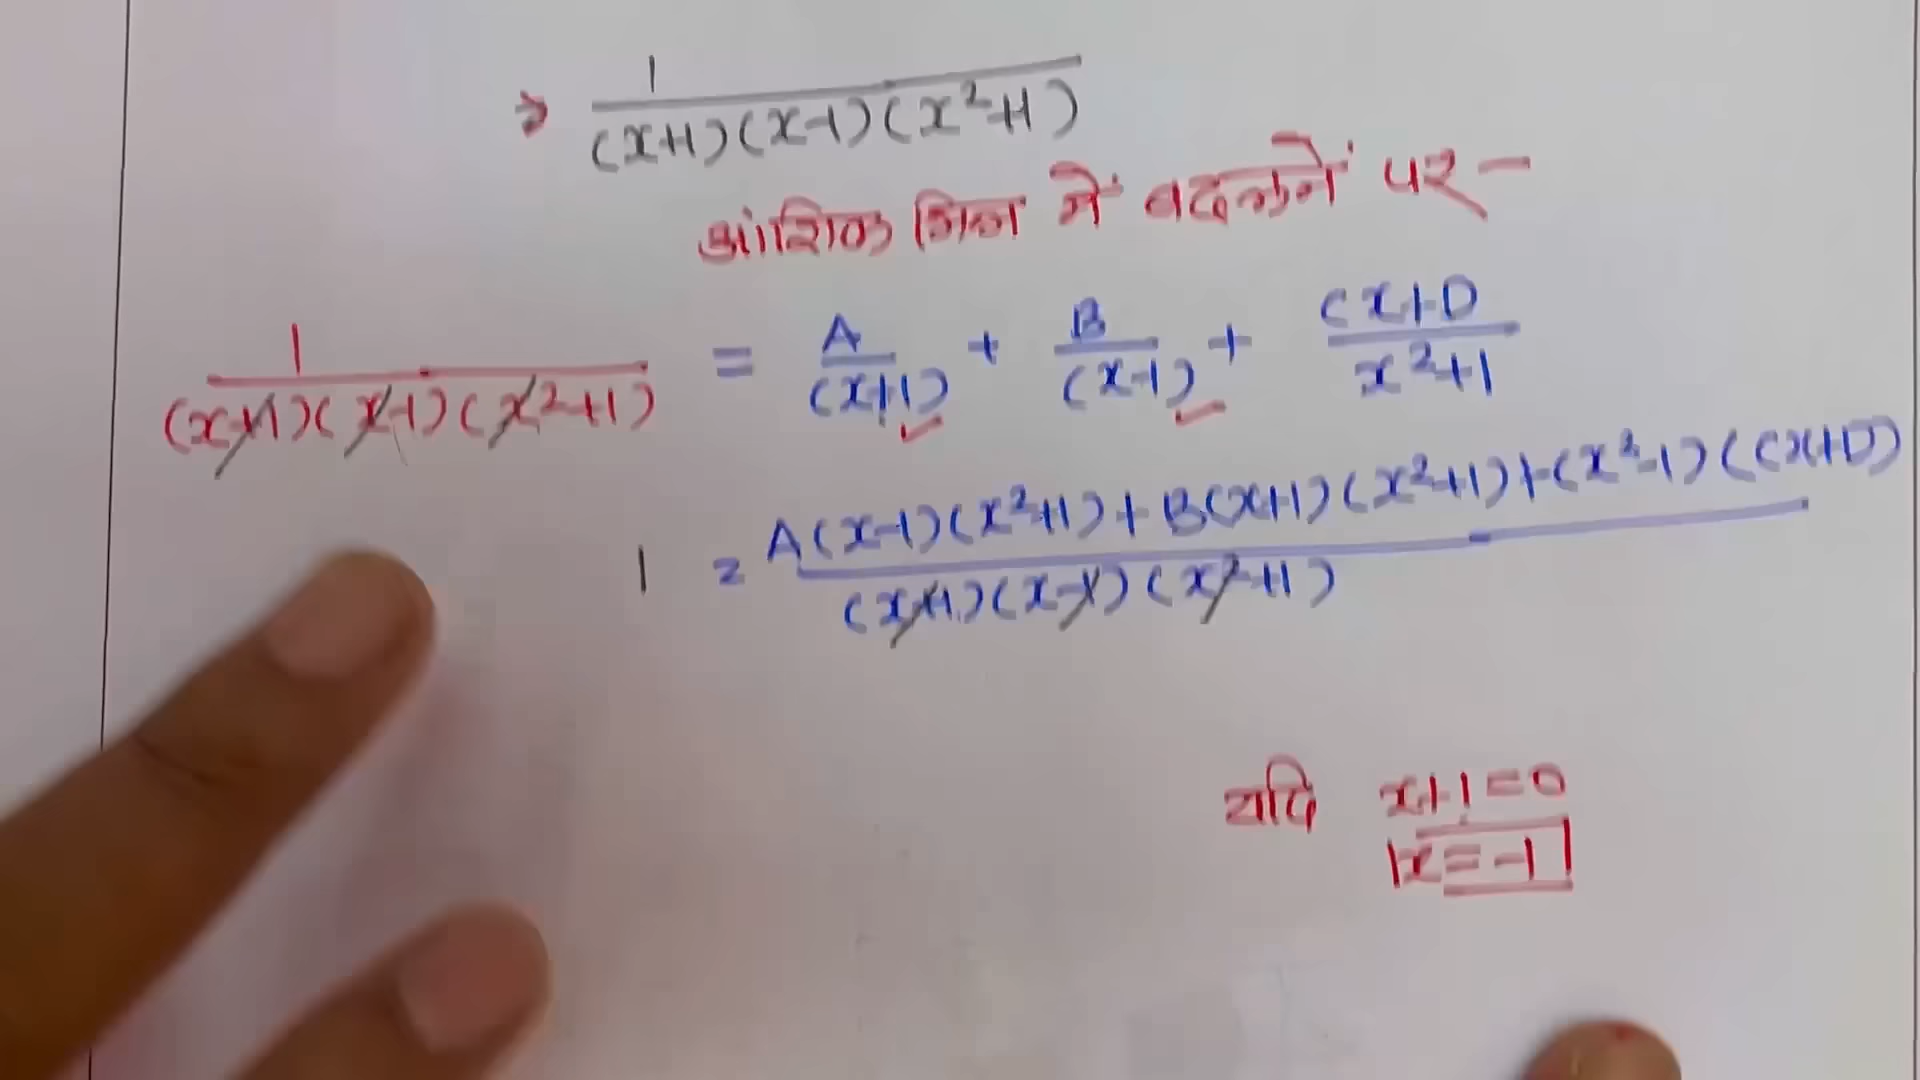 ⇒ 1/((x+1)(x-1)(x²+1))
आंशिक भिन्न में बदलने पर -
1/((x+1)(x-1)(x²+1)) = A/(x+1) + B/(x-1) + (Cx+D)/(x²+1)
1 = (A(x-1)(x²+1)+B(x+1)(x²+1)+(x²-1)(Cx+D))/((x+1)(x-1)(x²+1))
यदि x+1=0
x=-1